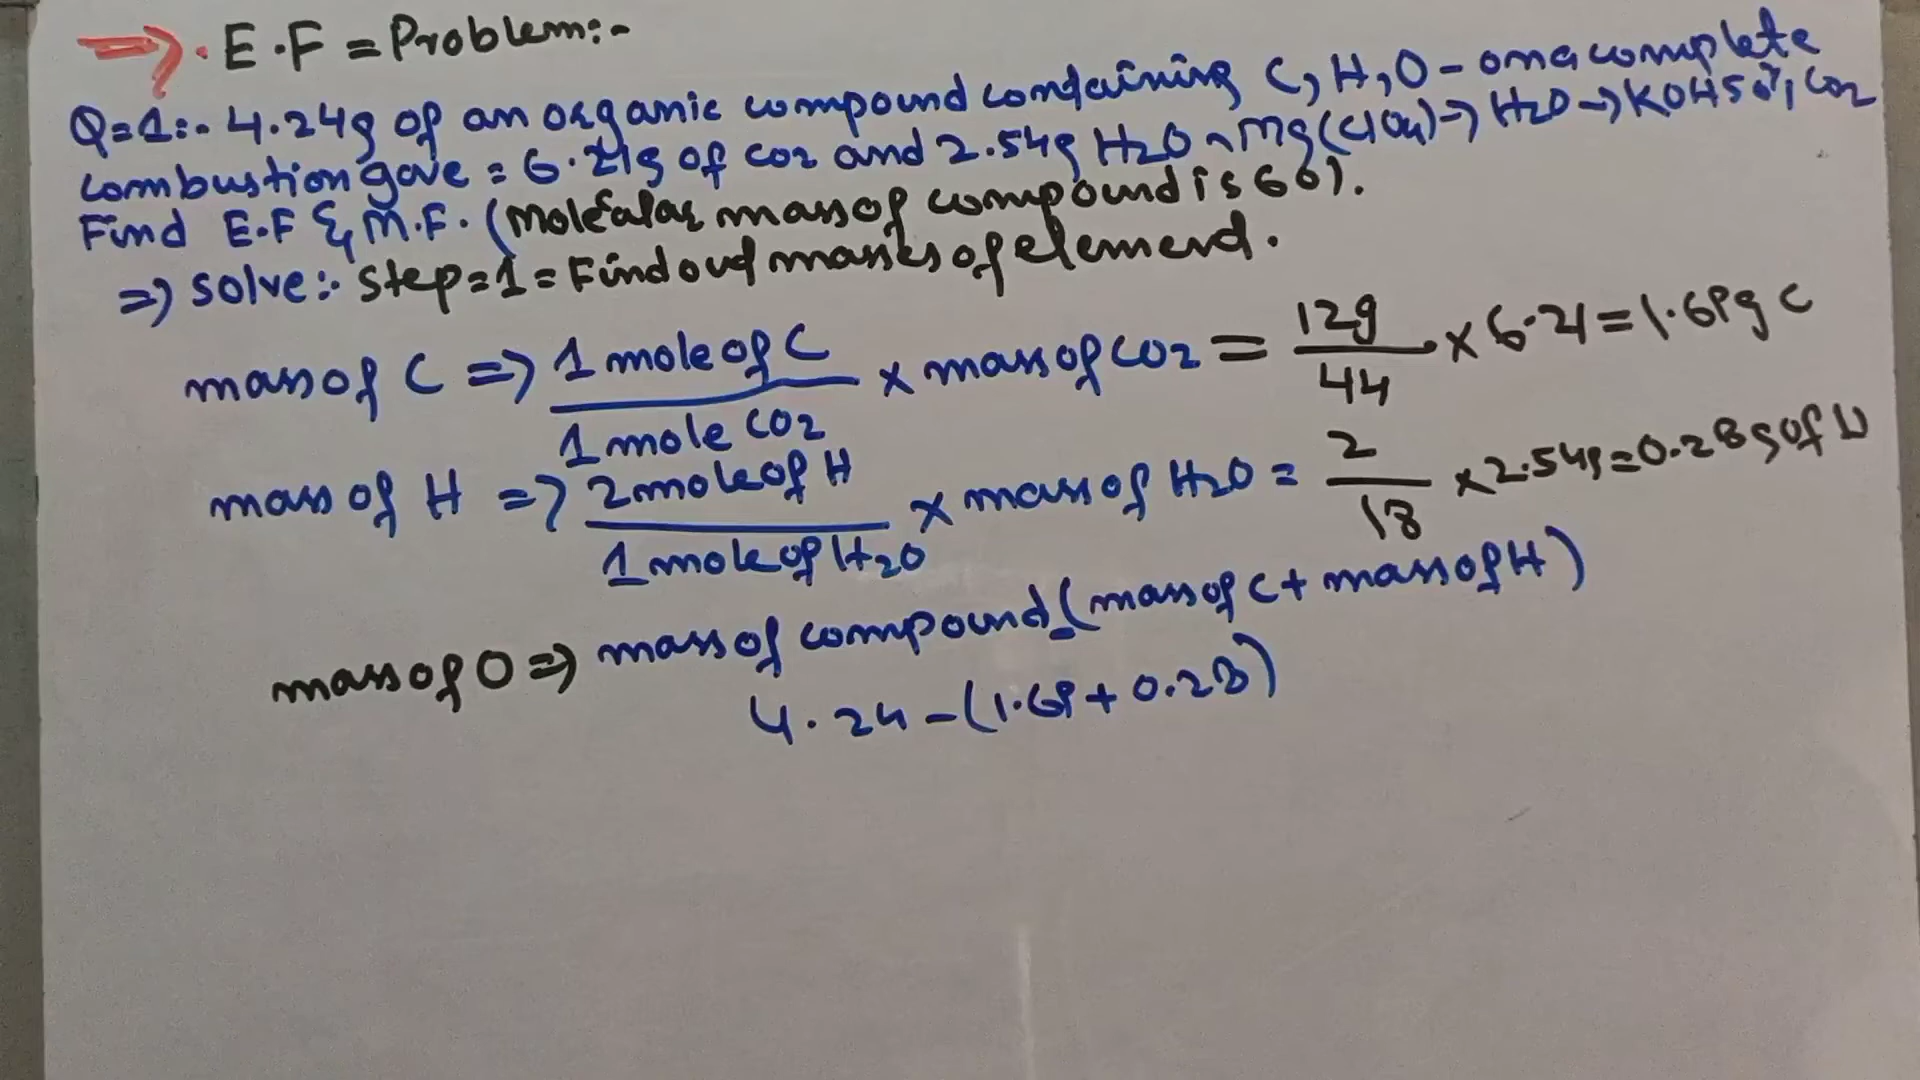 E.F = Problem:-
Q=1:- 4.24g of an organic compound containing C, H, O - on a complete
combustion gave = 6.21g of CO2 and 2.54g H2O, Mg(ClO4)→ H2O → KOH 50%, CO2
Find E.F & M.F. (Molecular mass of compound is 60).
⇒ Solve:- Step=1 = Find out masses of element.
mass of C ⇒ 1 mole of C / 1 mole CO2 × mass of CO2 = 12g / 44 × 6.21 = 1.69g C
mass of H ⇒ 2 mole of H / 1 mole of H2O × mass of H2O = 2 / 18 × 2.54g = 0.28g of H
mass of O ⇒ mass of compound - (mass of C + mass of H)
4.24 - (1.69 + 0.28)